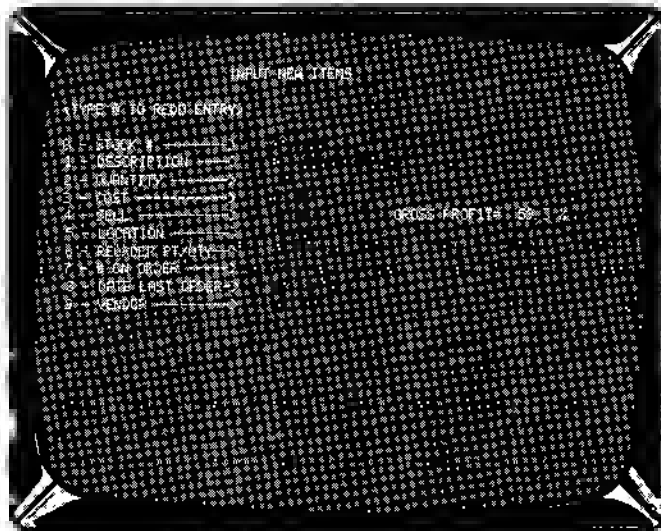 INPUT NEW ITEMS
<TYPE @ TO REDO ENTRY>
0 - STOCK # ------->
1 - DESCRIPTION ---->
2 - QUANTITY ------->
3 - COST ----------->
4 - SELL ----------->
GROSS PROFIT= %
5 - LOCATION ------->
6 - REORDER PT/QTY-->
7 - # ON ORDER ----->
8 - DATE LAST ORDER->
9 - VENDOR --------->